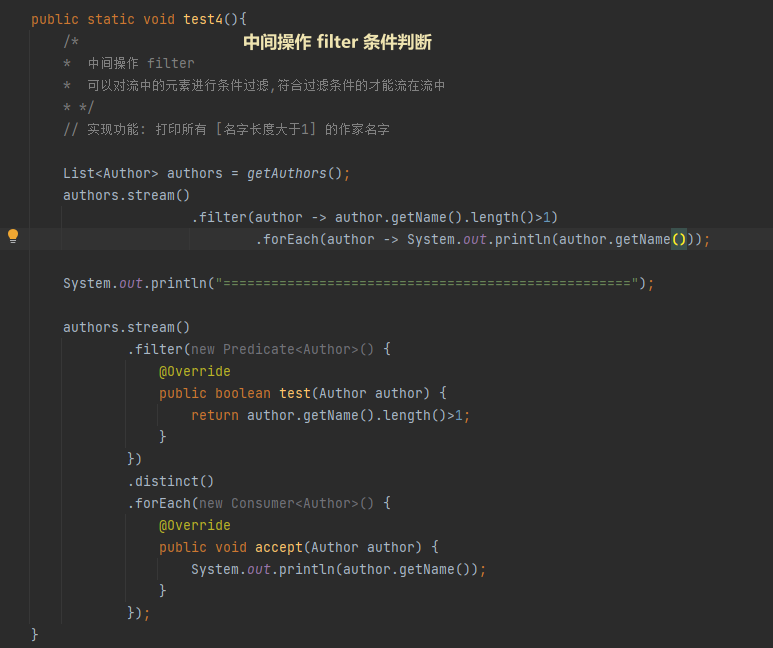 public static void test4(){
/* 中间操作 filter 条件判断
* 中间操作 filter
* 可以对流中的元素进行条件过滤,符合过滤条件的才能流在流中
* */
// 实现功能: 打印所有 [名字长度大于1] 的作家名字
List<Author> authors = getAuthors();
authors.stream()
.filter(author -> author.getName().length()>1)
.forEach(author -> System.out.println(author.getName()));
System.out.println("===================================================");
authors.stream()
.filter(new Predicate<Author>() {
@Override
public boolean test(Author author) {
return author.getName().length()>1;
}
})
.distinct()
.forEach(new Consumer<Author>() {
@Override
public void accept(Author author) {
System.out.println(author.getName());
}
});
}